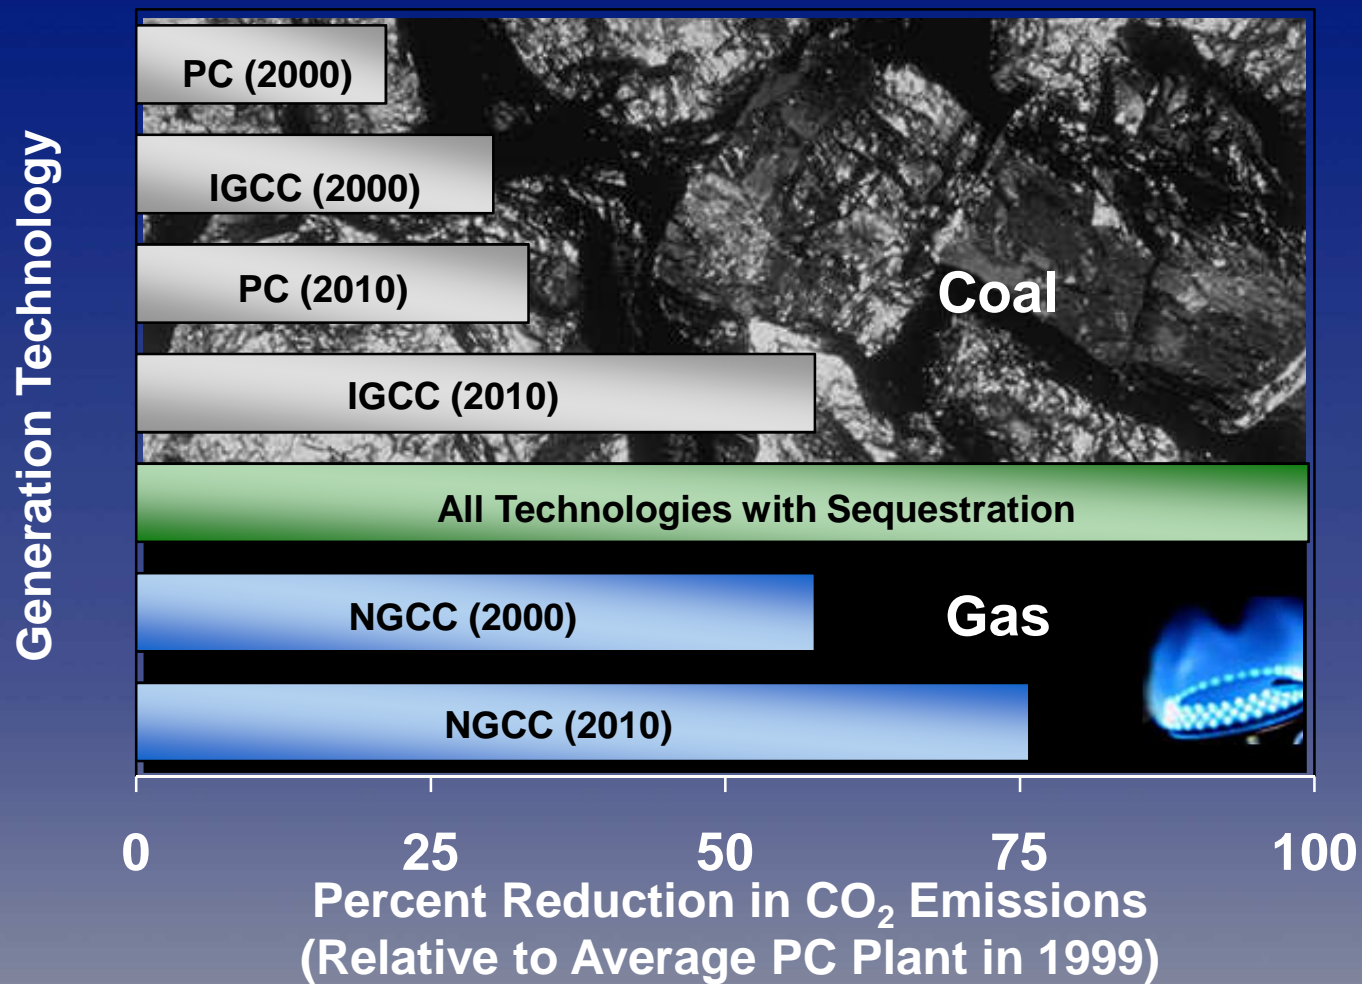 Generation Technology
PC (2000)
IGCC (2000)
PC (2010)
Coal
IGCC (2010)
All Technologies with Sequestration
NGCC (2000)
Gas
NGCC (2010)
0 25 50 75 100
Percent Reduction in CO₂ Emissions
(Relative to Average PC Plant in 1999)